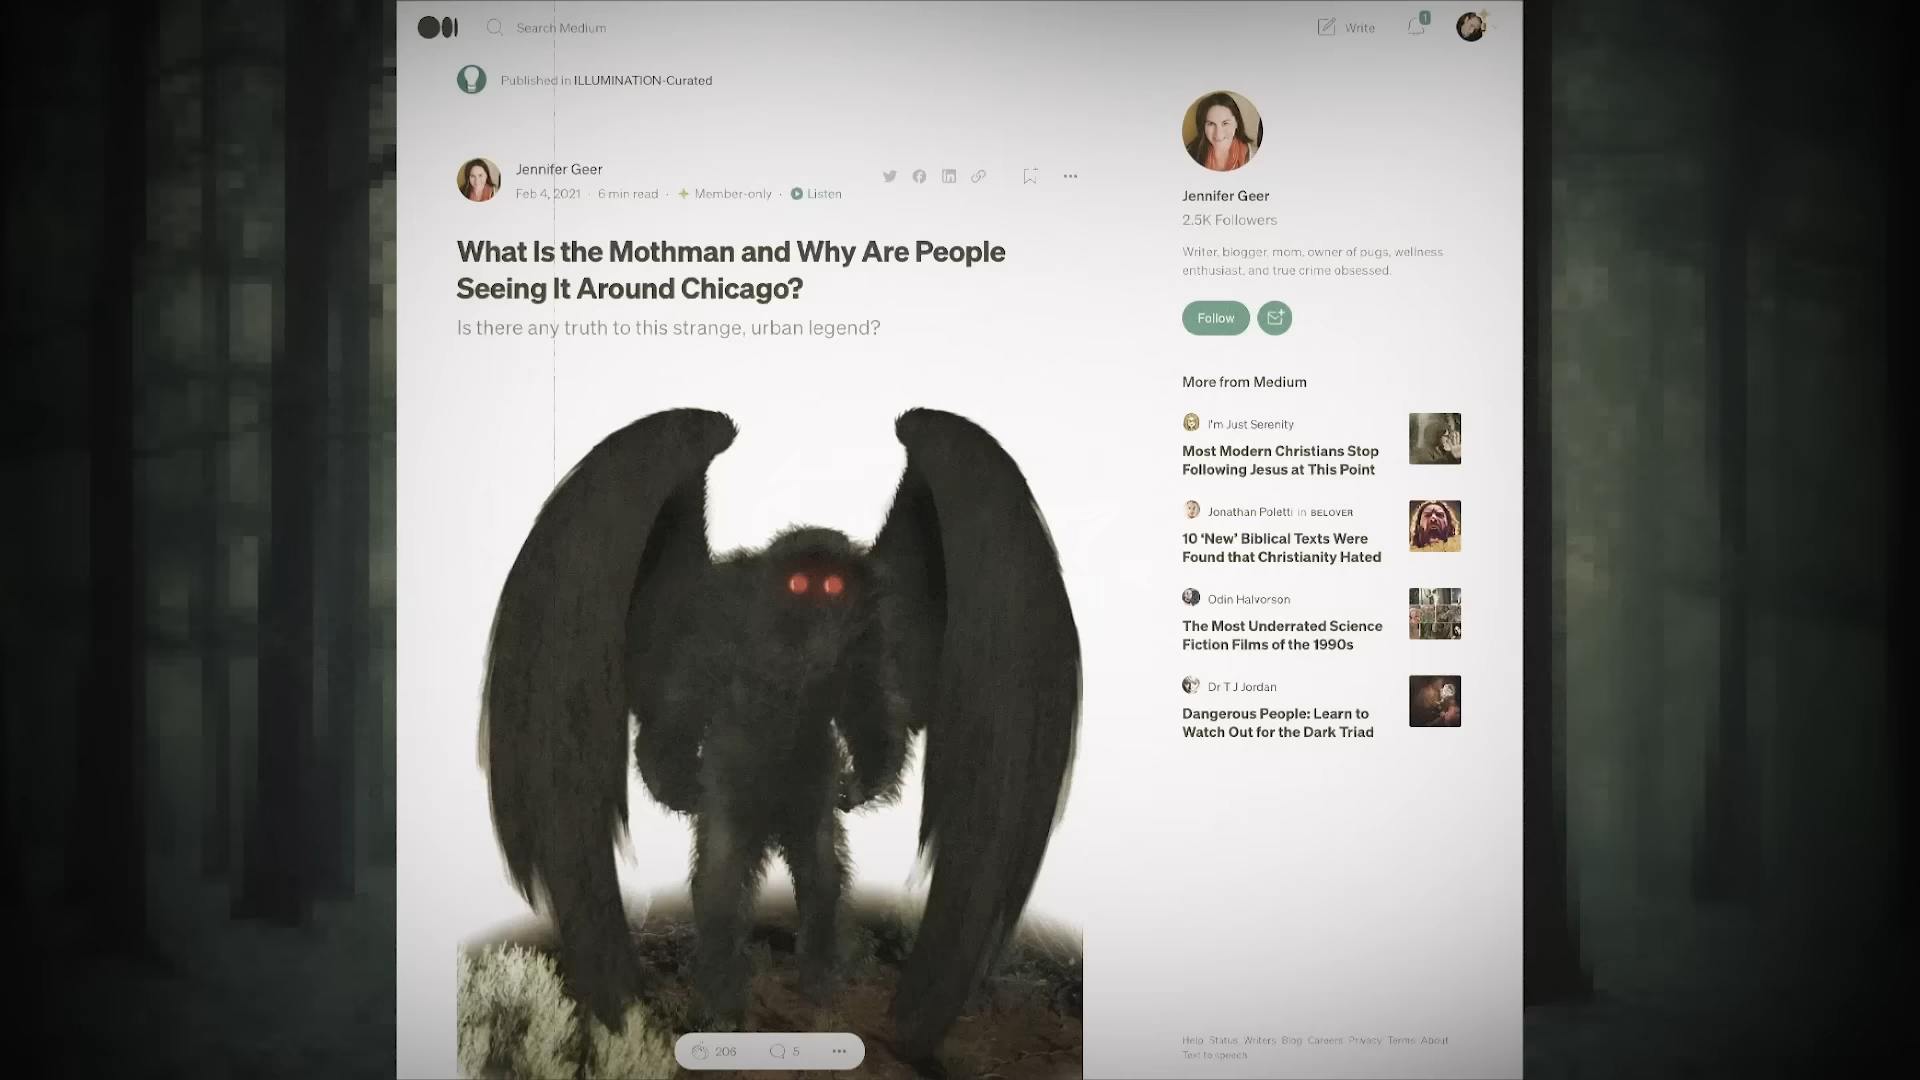 Search Medium
Write
1
Published in ILLUMINATION-Curated
Jennifer Geer
Feb 4, 2021 · 6 min read · Member-only · Listen
What Is the Mothman and Why Are People
Seeing It Around Chicago?
Is there any truth to this strange, urban legend?
206
5
Jennifer Geer
2.5K Followers
Writer, blogger, mom, owner of pugs, wellness
enthusiast, and true crime obsessed.
Follow
More from Medium
I'm Just Serenity
Most Modern Christians Stop
Following Jesus at This Point
Jonathan Poletti in BELOVER
10 ‘New’ Biblical Texts Were
Found that Christianity Hated
Odin Halvorson
The Most Underrated Science
Fiction Films of the 1990s
Dr T J Jordan
Dangerous People: Learn to
Watch Out for the Dark Triad
Help Status Writers Blog Careers Privacy Terms About
Text to speech